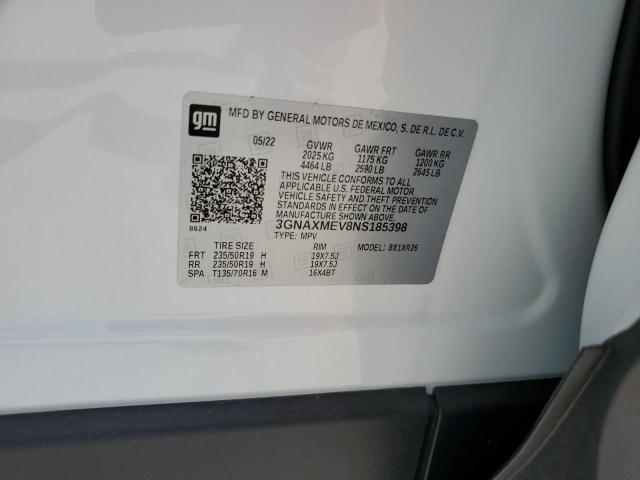 gm
MFD BY GENERAL MOTORS DE MEXICO, S. DE R.L. DE C.V.
05/22 GVWR GAWR FRT GAWR RR
2025 KG 1175 KG 1200 KG
4464 LB 2590 LB 2645 LB
THIS VEHICLE CONFORMS TO ALL
APPLICABLE U.S. FEDERAL MOTOR
VEHICLE SAFETY AND THEFT
PREVENTION STANDARDS IN EFFECT
ON THE DATE OF MANUFACTURE
SHOWN ABOVE.
8624
3GNAXMEV8NS185398
TYPE: MPV MODEL: 881XR26
TIRE SIZE RIM
FRT 235/50R19 H 19X7.5J
RR 235/50R19 H 19X7.5J
SPA T135/70R16 M 16X4BT